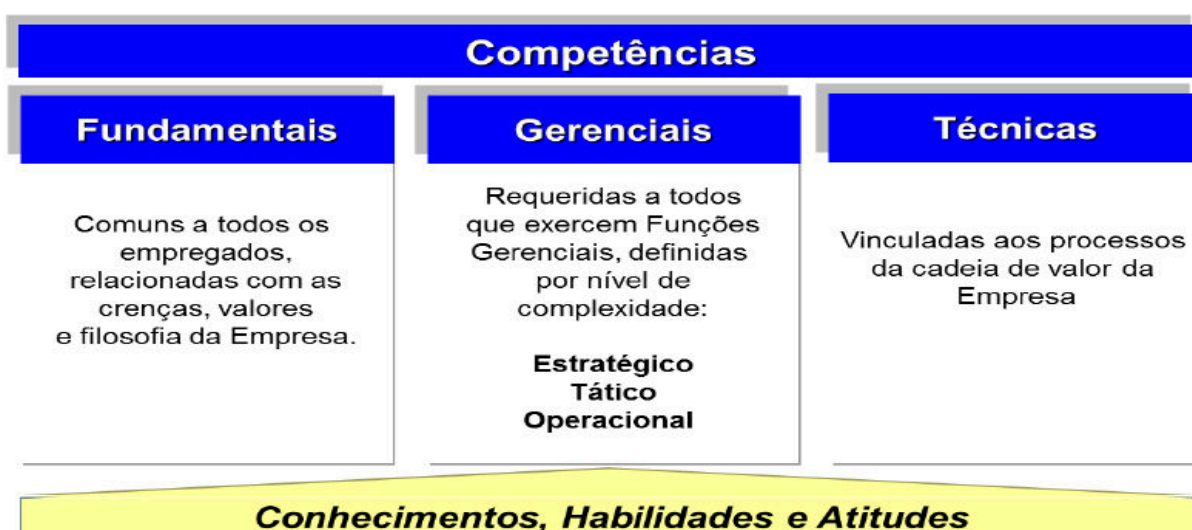 Competências
Fundamentais
Comuns a todos os
empregados,
relacionadas com as
crenças, valores
e filosofia da Empresa.
Gerenciais
Requeridas a todos
que exercem Funções
Gerenciais, definidas
por nível de
complexidade:
Estratégico
Tático
Operacional
Técnicas
Vinculadas aos processos
da cadeia de valor da
Empresa
Conhecimentos, Habilidades e Atitudes